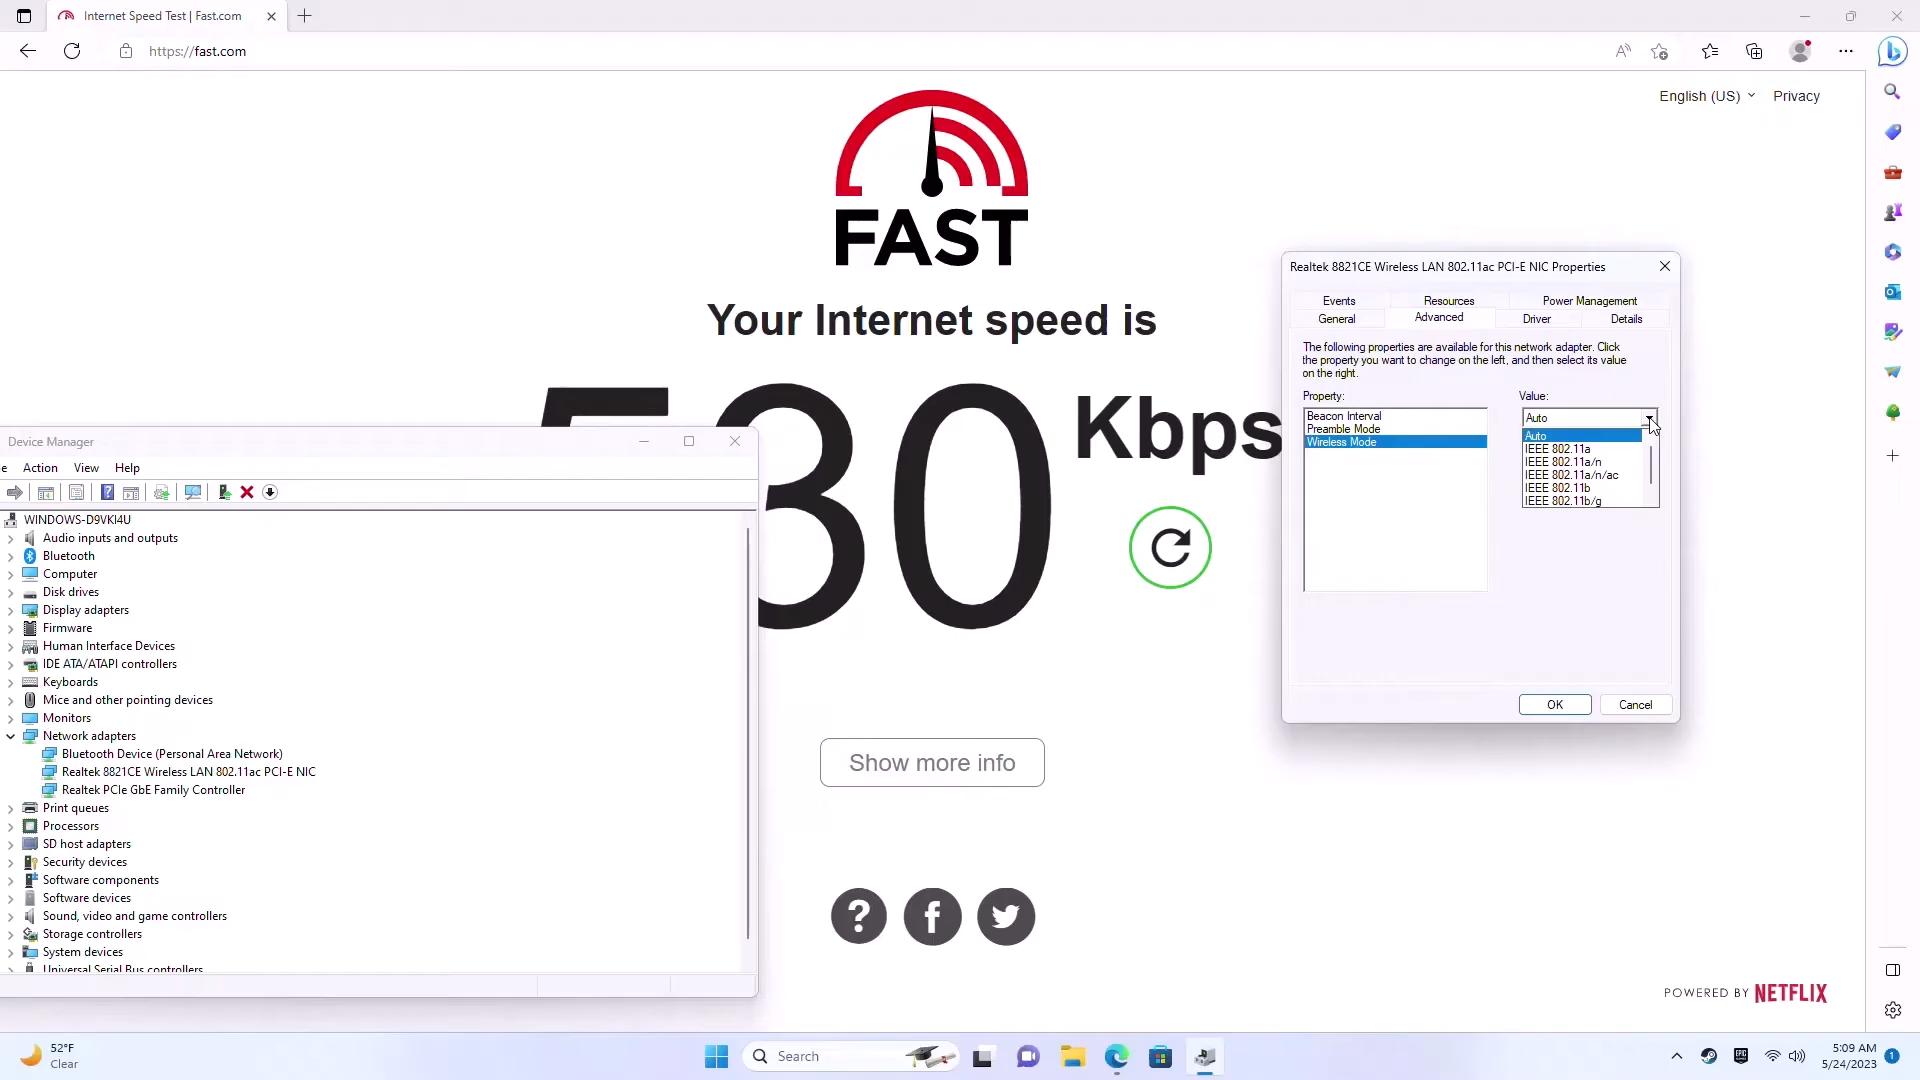 Internet Speed Test | Fast.com
https://fast.com
English (US)
Privacy
FAST
Your Internet speed is
530
Kbps
Show more info
POWERED BY NETFLIX
Device Manager
e Action View Help
WINDOWS-D9VKI4U
Audio inputs and outputs
Bluetooth
Computer
Disk drives
Display adapters
Firmware
Human Interface Devices
IDE ATA/ATAPI controllers
Keyboards
Mice and other pointing devices
Monitors
Network adapters
Bluetooth Device (Personal Area Network)
Realtek 8821CE Wireless LAN 802.11ac PCI-E NIC
Realtek PCIe GbE Family Controller
Print queues
Processors
SD host adapters
Security devices
Software components
Software devices
Sound, video and game controllers
Storage controllers
System devices
Universal Serial Bus controllers
Realtek 8821CE Wireless LAN 802.11ac PCI-E NIC Properties
Events Resources Power Management
General Advanced Driver Details
The following properties are available for this network adapter. Click
the property you want to change on the left, and then select its value
on the right.
Property:
Beacon Interval
Preamble Mode
Wireless Mode
Value:
Auto
Auto
IEEE 802.11a
IEEE 802.11a/n
IEEE 802.11a/n/ac
IEEE 802.11b
IEEE 802.11b/g
OK Cancel
52°F
Clear
Search
EPIC
5:09 AM
5/24/2023
1